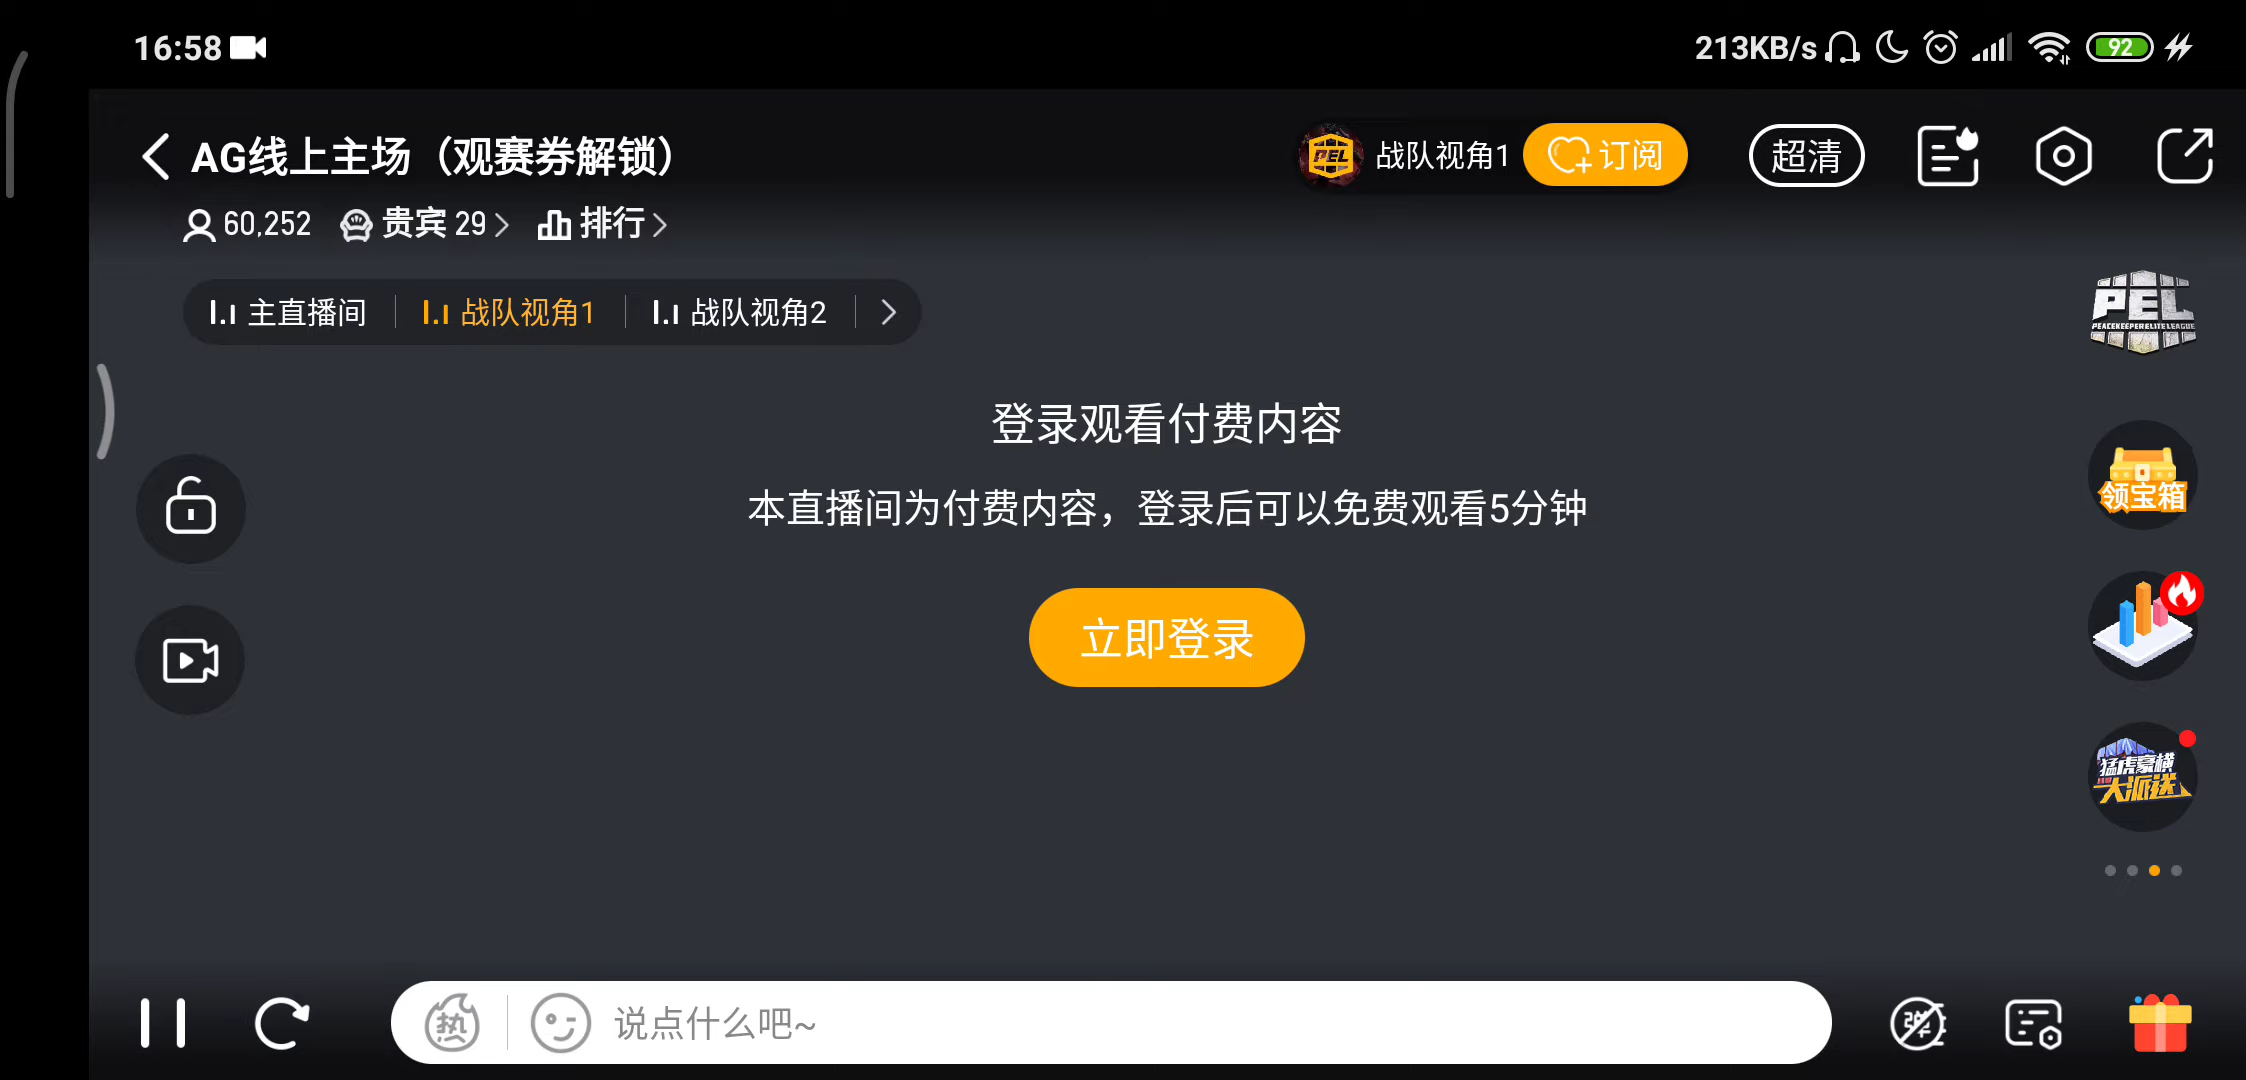 16:58
213KB/s
92
AG线上主场（观赛券解锁）
PEL
战队视角1
订阅
超清
60,252
贵宾 29
排行
主直播间
战队视角1
战队视角2
PEL
PEACEKEEPER ELITE LEAGUE
登录观看付费内容
本直播间为付费内容，登录后可以免费观看5分钟
领宝箱
立即登录
猛虎豪横
大派送
热
说点什么吧~
弹